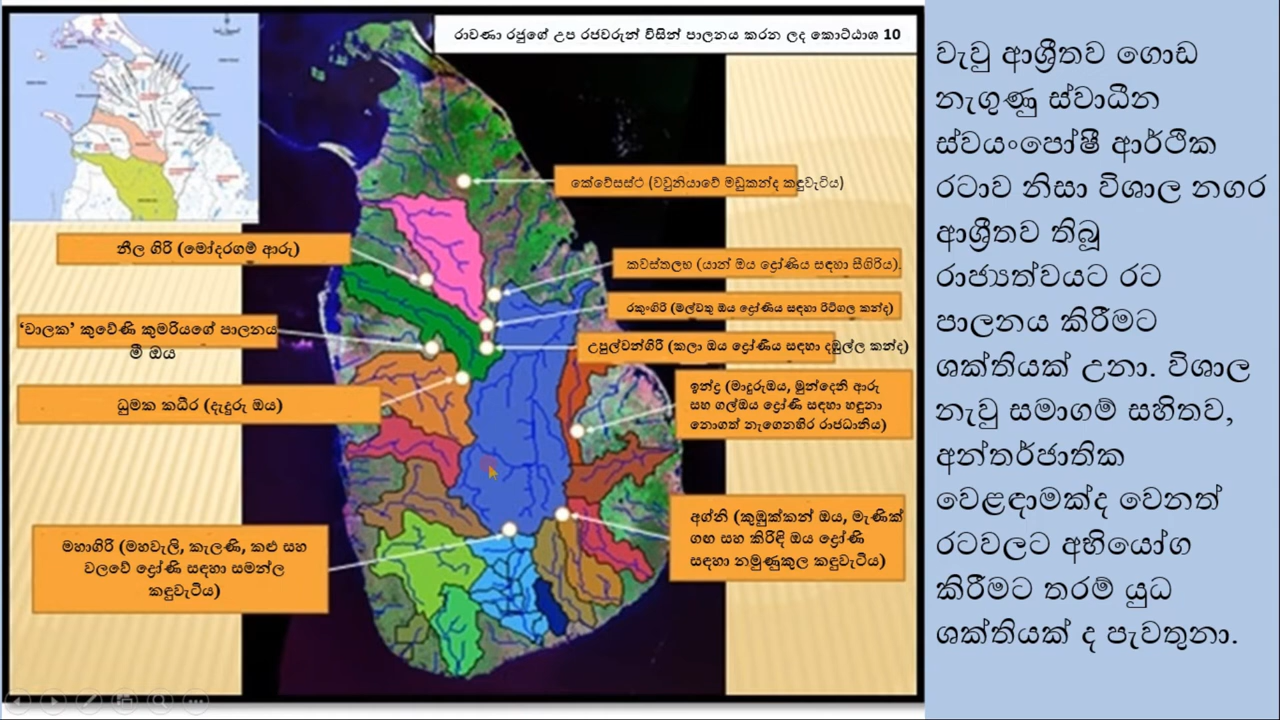 රාවණා රජුගේ උප රජවරුන් විසින් පාලනය කරන ලද කොට්ඨාශ 10
කේවේසස්ථ (වවුනියාවේ මඩුකන්ද කඳුවැටිය)
නීල ගිරි (මෝදරගම ආරු)
කවස්තලභ (යාන් ඔය ද්‍රෝණිය සඳහා සීගිරිය).
රකුංගිරි (මල්වතු ඔය ද්‍රෝණිය සඳහා රිටිගල කන්ද)
‘වාලක’ කුවේණි කුමරියගේ පාලනය
මී ඔය
උපුල්වන්ගිරි (කලා ඔය ද්‍රෝණිය සඳහා දඹුල්ල කන්ද)
ධුමක කධීර (දැදුරු ඔය)
ඉන්ද්‍ර (මාදුරුඔය, මුන්දෙනි ආරු
සහ ගල්ඔය ද්‍රෝණි සඳහා හඳුනා
නොගත් නැගෙනහිර රාජධානිය)
අග්නි (කුඹුක්කන් ඔය, මැණික්
ගඟ සහ කිරිඳි ඔය ද්‍රෝණි
සඳහා නමුණුකුල කඳුවැටිය)
මහාගිරි (මහවැලි, කැලණි, කළු සහ
වලවේ ද්‍රෝණි සඳහා සමන්ල
කඳුවැටිය)
වැවු ආශ්‍රීතව ගොඩ
නැගුණු ස්වාධීන
ස්වයංපෝෂී ආර්ථික
රටාව නිසා විශාල නගර
ආශ්‍රීතව තිබූ
රාජ්‍යත්වයට රට
පාලනය කිරීමට
ශක්තියක් උනා. විශාල
නැවු සමාගම් සහිතව,
අන්තර්ජාතික
වෙළඳාමක්ද වෙනත්
රටවලට අභියෝග
කිරීමට තරම් යුධ
ශක්තියක් ද පැවතුනා.